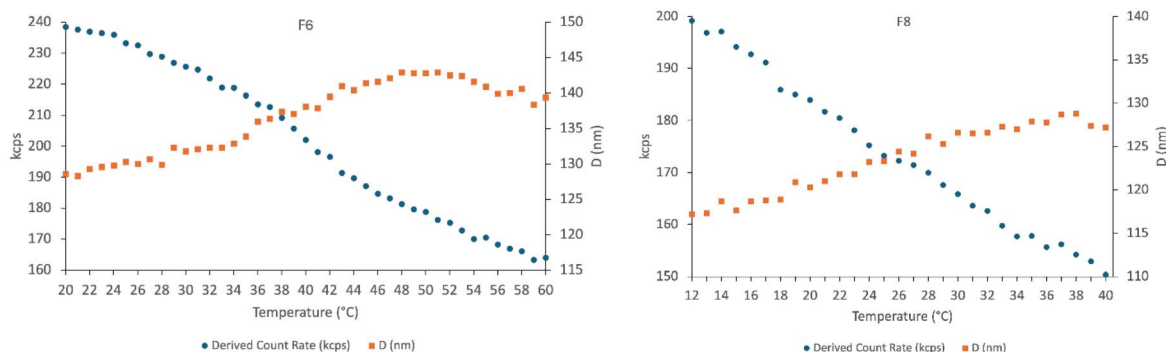 F6
240
230
220
210
200
190
180
170
160
kcps
150
145
140
135
130
125
120
115
D (nm)
20 22 24 26 28 30 32 34 36 38 40 42 44 46 48 50 52 54 56 58 60
Temperature (°C)
Derived Count Rate (kcps) D (nm)
F8
200
190
180
170
160
150
kcps
140
135
130
125
120
115
110
D (nm)
12 14 16 18 20 22 24 26 28 30 32 34 36 38 40
Temperature (°C)
Derived Count Rate (kcps) D (nm)